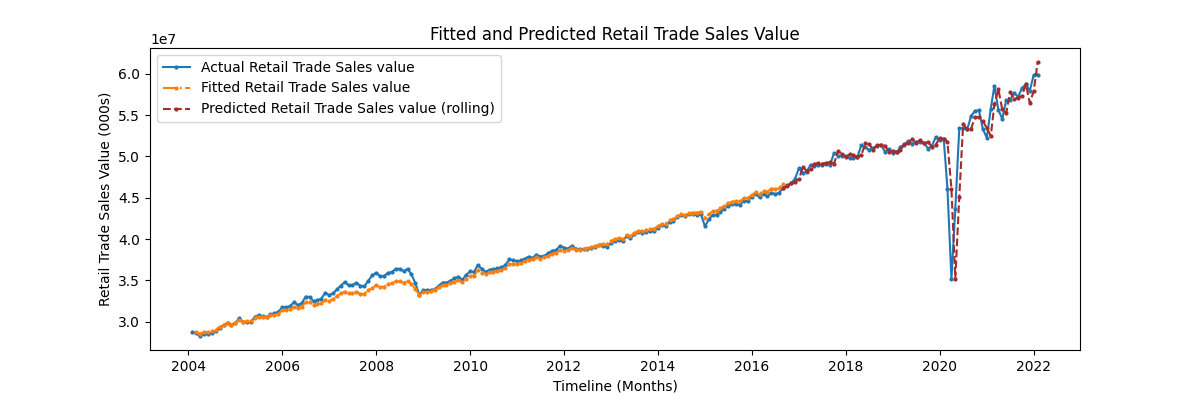 Fitted and Predicted Retail Trade Sales Value
1e7
Actual Retail Trade Sales value
Fitted Retail Trade Sales value
Predicted Retail Trade Sales value (rolling)
Retail Trade Sales Value (000s)
6.0
5.5
5.0
4.5
4.0
3.5
3.0
2004 2006 2008 2010 2012 2014 2016 2018 2020 2022
Timeline (Months)